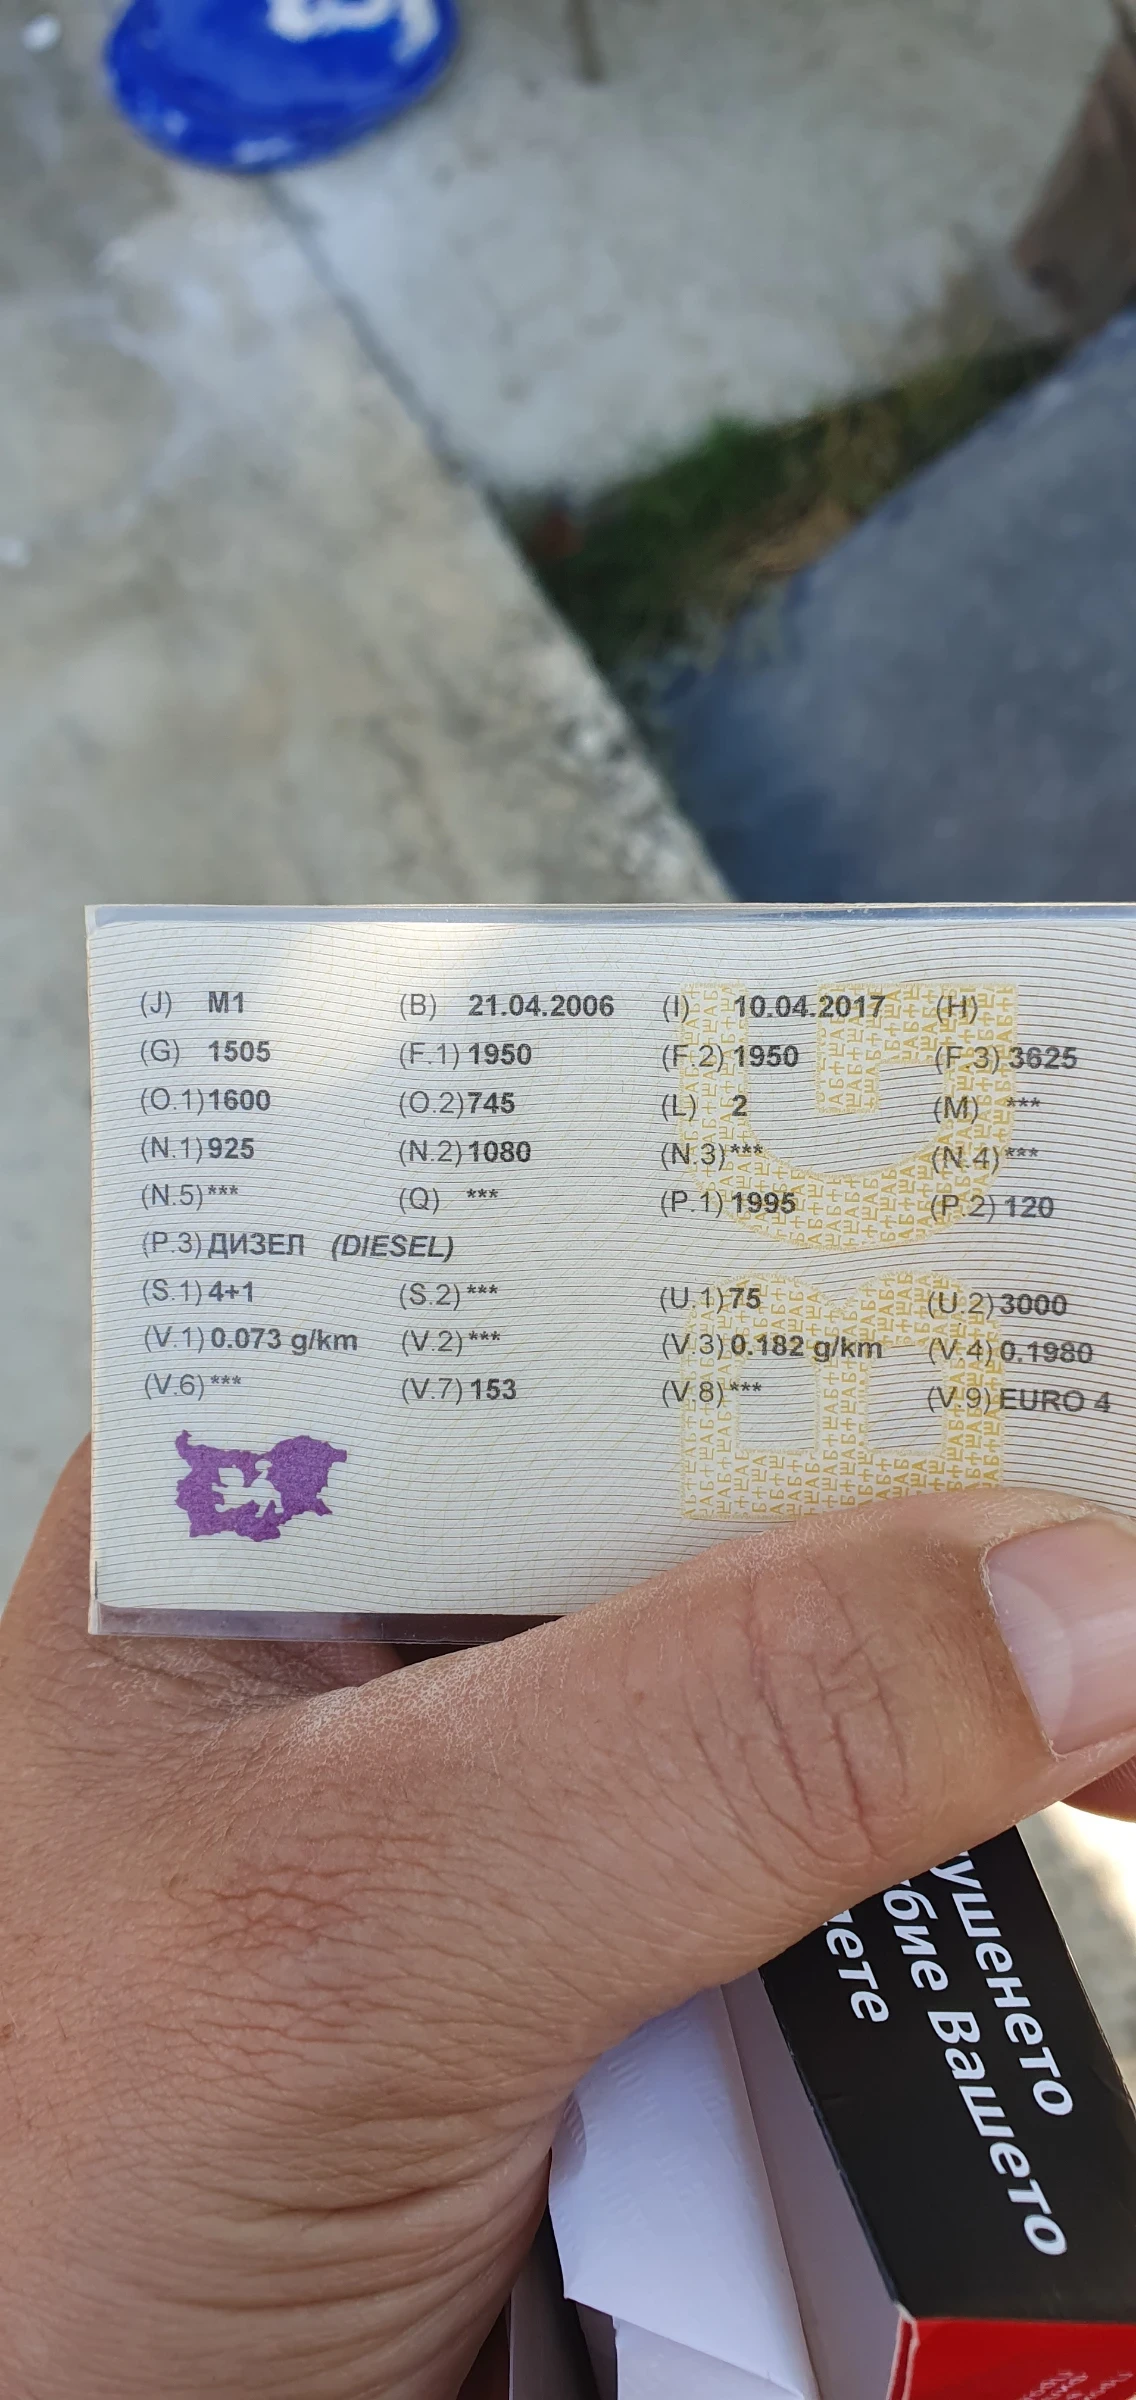 (J) M1 (B) 21.04.2006 (I) 10.04.2017 (H)
(G) 1505 (F.1) 1950 (F.2) 1950 (F.3) 3625
(O.1) 1600 (O.2) 745 (L) 2 (M) ***
(N.1) 925 (N.2) 1080 (N.3) *** (N.4) ***
(N.5) *** (Q) *** (P.1) 1995 (P.2) 120
(P.3) ДИЗЕЛ (DIESEL)
(S.1) 4+1 (S.2) *** (U.1) 75 (U.2) 3000
(V.1) 0.073 g/km (V.2) *** (V.3) 0.182 g/km (V.4) 0.1980
(V.6) *** (V.7) 153 (V.8) *** (V.9) EURO 4
Вашето